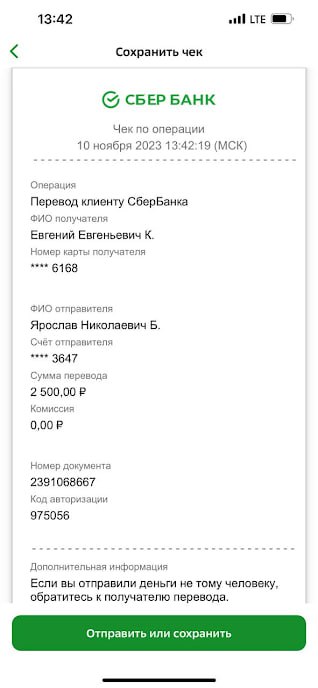 13:42
LTE
Сохранить чек
СБЕР БАНК
Чек по операции
10 ноября 2023 13:42:19 (МСК)
Операция
Перевод клиенту СберБанка
ФИО получателя
Евгений Евгеньевич К.
Номер карты получателя
**** 6168
ФИО отправителя
Ярослав Николаевич Б.
Счёт отправителя
**** 3647
Сумма перевода
2 500,00 ₽
Комиссия
0,00 ₽
Номер документа
2391068667
Код авторизации
975056
Дополнительная информация
Если вы отправили деньги не тому человеку,
обратитесь к получателю перевода.
Отправить или сохранить